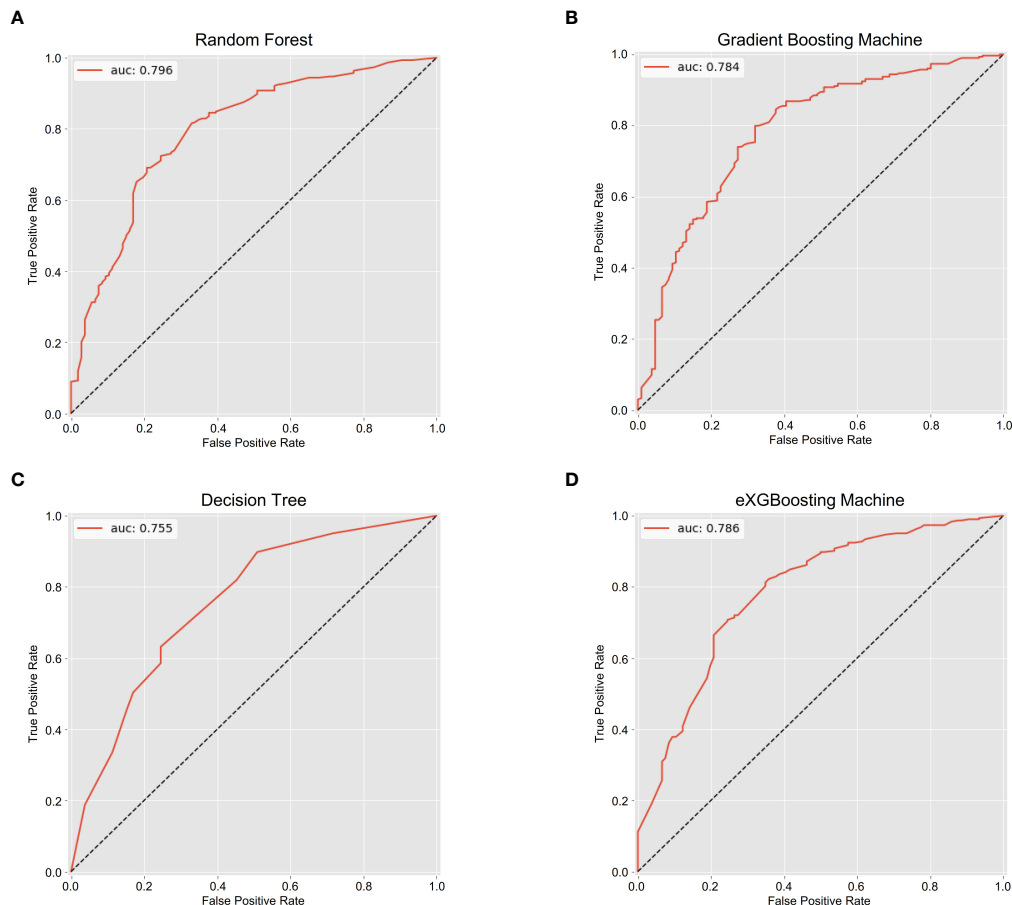 A
Random Forest
auc: 0.796
1.0
0.8
0.6
0.4
0.2
0.0
True Positive Rate
0.0 0.2 0.4 0.6 0.8 1.0
False Positive Rate
B
Gradient Boosting Machine
auc: 0.784
1.0
0.8
0.6
0.4
0.2
0.0
True Positive Rate
0.0 0.2 0.4 0.6 0.8 1.0
False Positive Rate
C
Decision Tree
auc: 0.755
1.0
0.8
0.6
0.4
0.2
0.0
True Positive Rate
0.0 0.2 0.4 0.6 0.8 1.0
False Positive Rate
D
eXGBoosting Machine
auc: 0.786
1.0
0.8
0.6
0.4
0.2
0.0
True Positive Rate
0.0 0.2 0.4 0.6 0.8 1.0
False Positive Rate